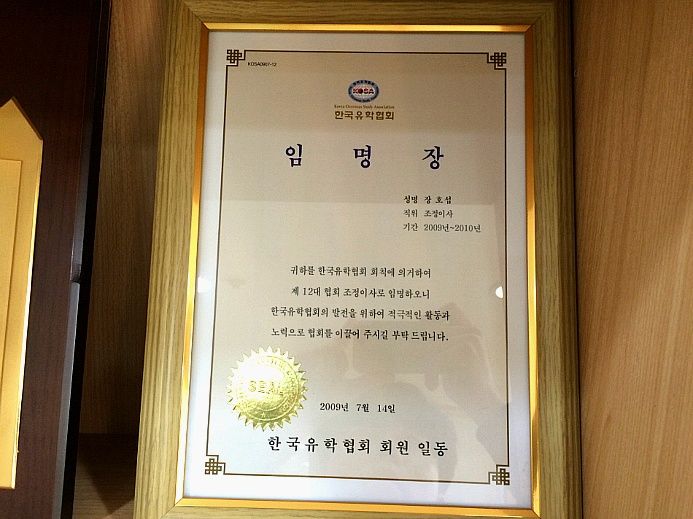 KOSA0907-12
KOSA
Korea Overseas Study Association
한국유학협회
임 명 장
성명 장 호 섭
직위 조정이사
기간 2009년~2010년
귀하를 한국유학협회 회칙에 의거하여
제 12대 협회 조정이사로 임명하오니
한국유학협회의 발전을 위하여 적극적인 활동과
노력으로 협회를 이끌어 주시길 부탁 드립니다.
SEAL
2009년 7월 14일
한국유학협회 회원 일동